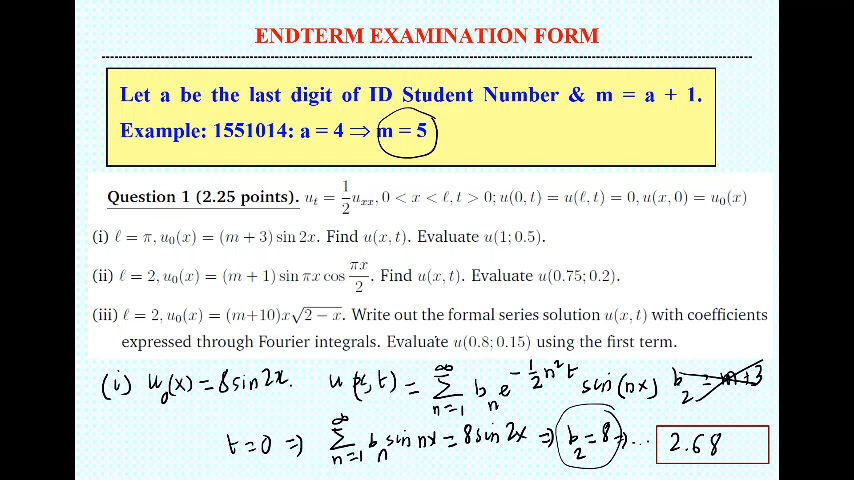 ENDTERM EXAMINATION FORM
Let a be the last digit of ID Student Number & m = a + 1.
Example: 1551014: a = 4 ⇒ m = 5
Question 1 (2.25 points). u_t = 1/2 u_xx, 0 < x < ℓ, t > 0; u(0, t) = u(ℓ, t) = 0, u(x, 0) = u_0(x)
(i) ℓ = π, u_0(x) = (m + 3) sin 2x. Find u(x, t). Evaluate u(1; 0.5).
(ii) ℓ = 2, u_0(x) = (m + 1) sin πx cos πx/2. Find u(x, t). Evaluate u(0.75; 0.2).
(iii) ℓ = 2, u_0(x) = (m+10)x√(2 − x). Write out the formal series solution u(x, t) with coefficients
expressed through Fourier integrals. Evaluate u(0.8; 0.15) using the first term.
(i) u_0(x) = 8 sin 2x. u(x, t) = ∑_{n=1}^{∞} b_n e^{-1/2 n² t} sin(nx) b_2 = m+3
t = 0 ⇒ ∑_{n=1}^{∞} b_n sin nx = 8 sin 2x ⇒ b_2 = 8 ⇒ ... 2.68